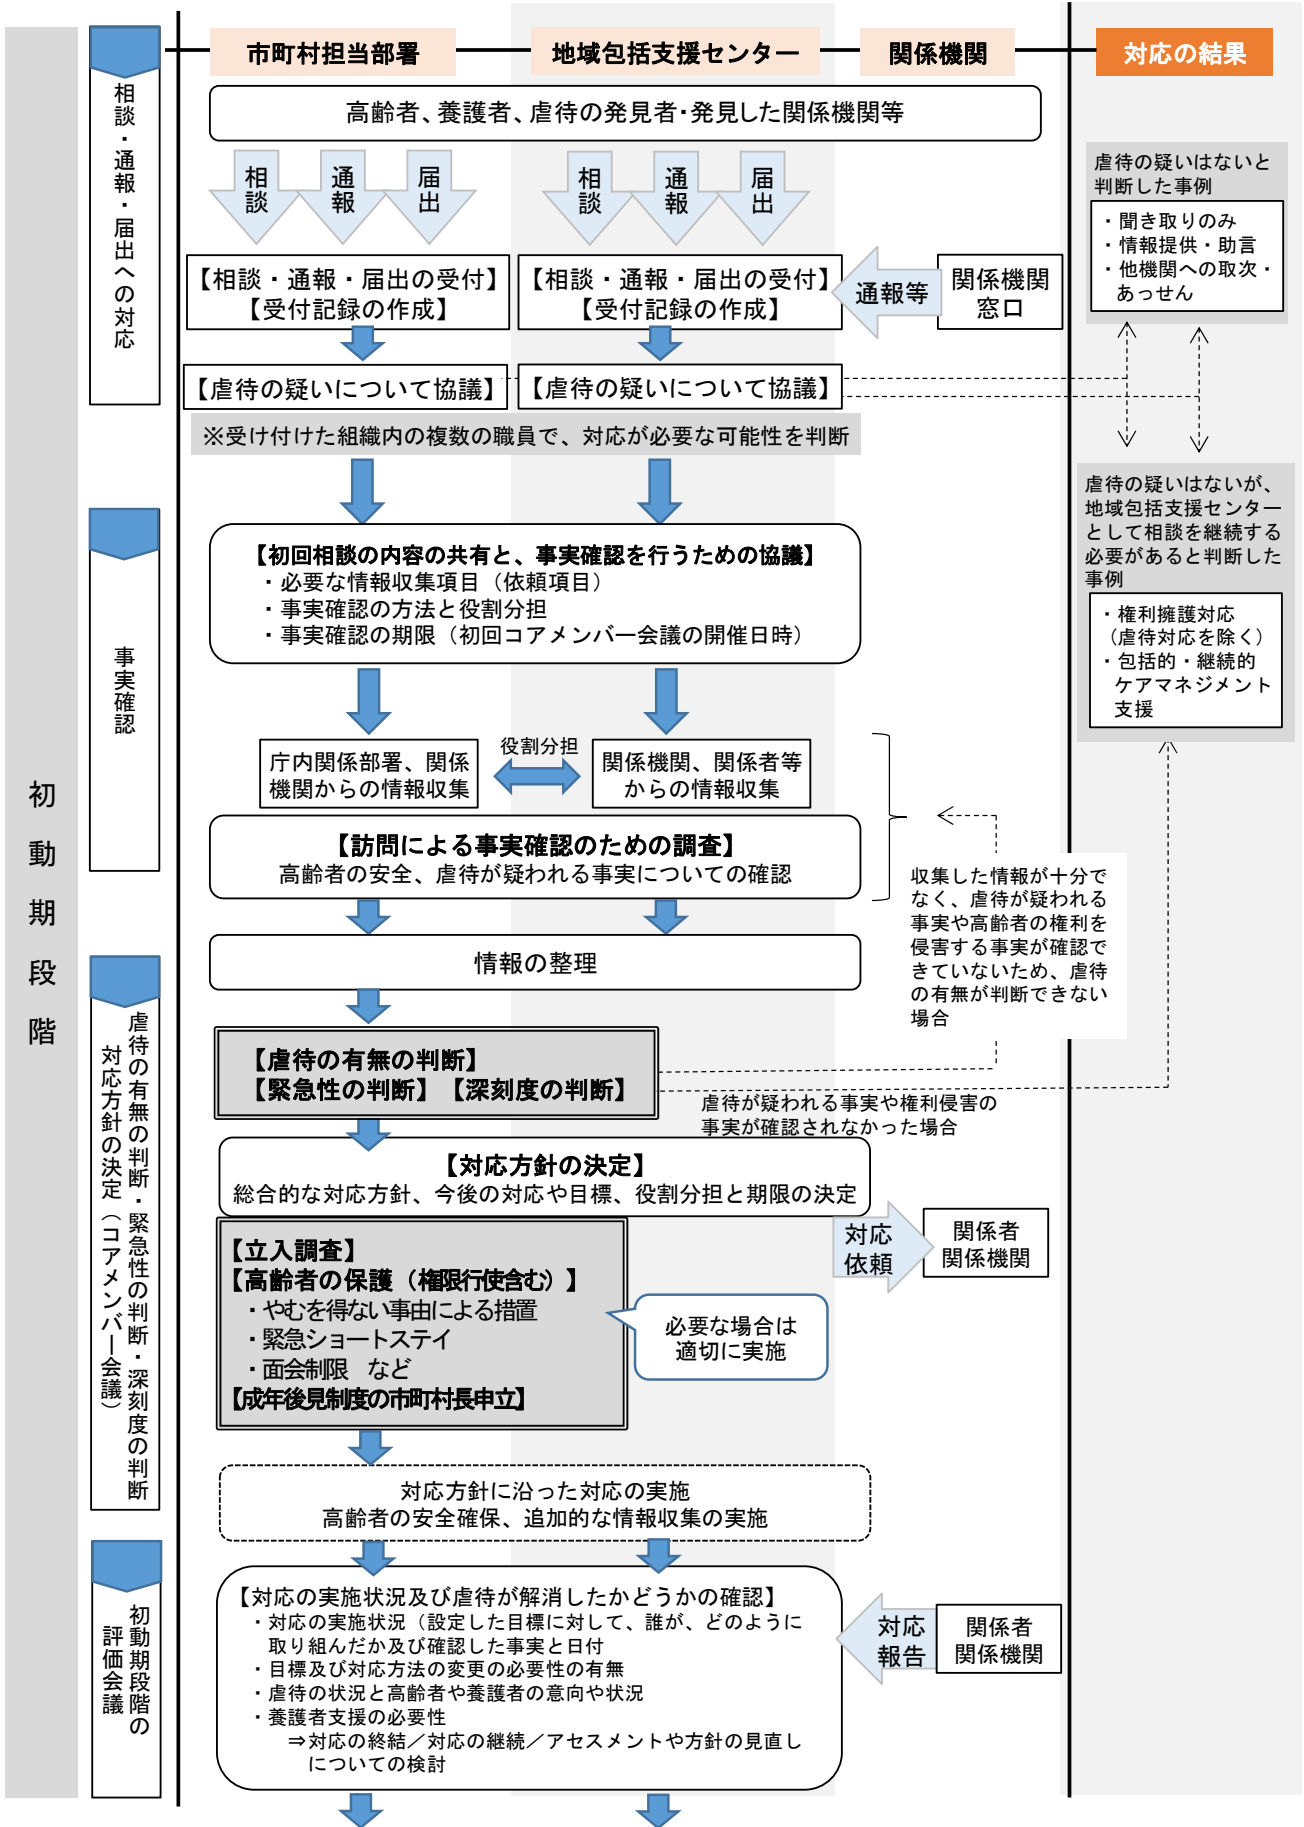 市町村担当部署
地域包括支援センター
関係機関
対応の結果
初動期段階
相談・通報・届出への対応
高齢者、養護者、虐待の発見者・発見した関係機関等
相談
通報
届出
相談
通報
届出
【相談・通報・届出の受付】
【受付記録の作成】
【相談・通報・届出の受付】
【受付記録の作成】
通報等
関係機関
窓口
【虐待の疑いについて協議】
【虐待の疑いについて協議】
※受け付けた組織内の複数の職員で、対応が必要な可能性を判断
虐待の疑いはないと
判断した事例
・聞き取りのみ
・情報提供・助言
・他機関への取次・
あっせん
虐待の疑いはないが、
地域包括支援センター
として相談を継続する
必要があると判断した
事例
・権利擁護対応
（虐待対応を除く）
・包括的・継続的
ケアマネジメント
支援
事実確認
【初回相談の内容の共有と、事実確認を行うための協議】
・必要な情報収集項目（依頼項目）
・事実確認の方法と役割分担
・事実確認の期限（初回コアメンバー会議の開催日時）
庁内関係部署、関係
機関からの情報収集
役割分担
関係機関、関係者等
からの情報収集
【訪問による事実確認のための調査】
高齢者の安全、虐待が疑われる事実についての確認
収集した情報が十分で
なく、虐待が疑われる
事実や高齢者の権利を
侵害する事実が確認で
きていないため、虐待
の有無が判断できない
場合
情報の整理
虐待の有無の判断・緊急性の判断・深刻度の判断
対応方針の決定（コアメンバー会議）
【虐待の有無の判断】
【緊急性の判断】【深刻度の判断】
虐待が疑われる事実や権利侵害の
事実が確認されなかった場合
【対応方針の決定】
総合的な対応方針、今後の対応や目標、役割分担と期限の決定
対応
依頼
関係者
関係機関
【立入調査】
【高齢者の保護（権限行使含む）】
・やむを得ない事由による措置
・緊急ショートステイ
・面会制限　など
【成年後見制度の市町村長申立】
必要な場合は
適切に実施
対応方針に沿った対応の実施
高齢者の安全確保、追加的な情報収集の実施
初動期段階の
評価会議
【対応の実施状況及び虐待が解消したかどうかの確認】
・対応の実施状況（設定した目標に対して、誰が、どのように
取り組んだか及び確認した事実と日付
・目標及び対応方法の変更の必要性の有無
・虐待の状況と高齢者や養護者の意向や状況
・養護者支援の必要性
⇒対応の終結／対応の継続／アセスメントや方針の見直し
についての検討
対応
報告
関係者
関係機関